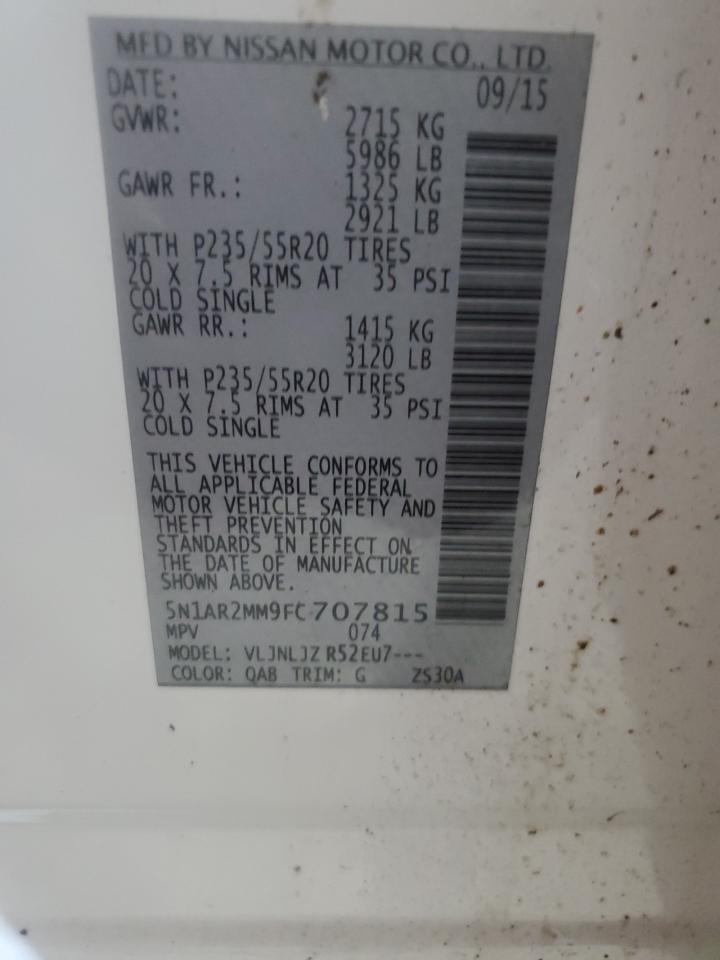 MFD BY NISSAN MOTOR CO., LTD.
DATE: 09/15
GVWR: 2715 KG
5986 LB
GAWR FR.: 1325 KG
2921 LB
WITH P235/55R20 TIRES
20 X 7.5 RIMS AT 35 PSI
COLD SINGLE
GAWR RR.: 1415 KG
3120 LB
WITH P235/55R20 TIRES
20 X 7.5 RIMS AT 35 PSI
COLD SINGLE
THIS VEHICLE CONFORMS TO
ALL APPLICABLE FEDERAL
MOTOR VEHICLE SAFETY AND
THEFT PREVENTION
STANDARDS IN EFFECT ON
THE DATE OF MANUFACTURE
SHOWN ABOVE.
5N1AR2MM9FC707815
MPV 074
MODEL: VLJNLJZ R52EU7---
COLOR: QAB TRIM: G ZS30A